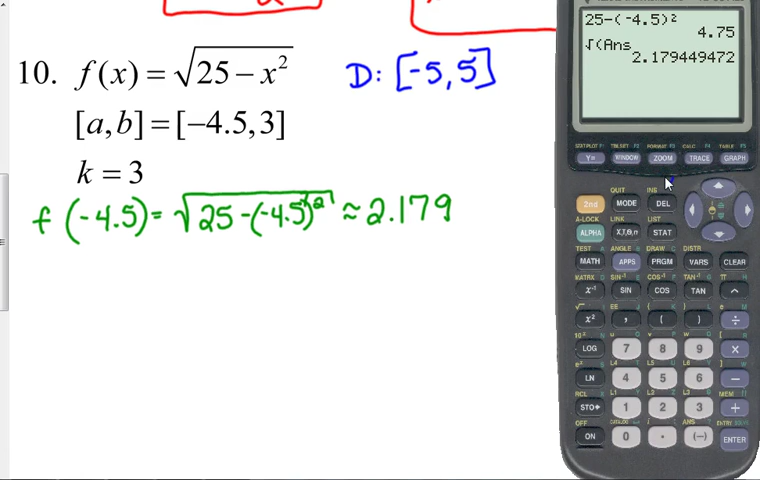 10. f(x) = √25 − x² D: [-5, 5]
[a,b] = [−4.5,3]
k = 3
f(-4.5) = √25-(-4.5)² ≈ 2.179
25-(-4.5)²
4.75
√(Ans
2.179449472
STAT PLOT F1 TBLSET F2 FORMAT F3 CALC F4 TABLE F5
Y= WINDOW ZOOM TRACE GRAPH
QUIT INS
2nd MODE DEL
A-LOCK LINK LIST
ALPHA X,T,θ,n STAT
TEST A ANGLE B DRAW C DISTR
MATH APPS PRGM VARS CLEAR
MATRX D SIN⁻¹ E COS⁻¹ F TAN⁻¹ G π H
x⁻¹ SIN COS TAN ^
√ I EE J { K } L e M
x² , ( ) ÷
10ˣ N u O v P w Q [ R
LOG 7 8 9 ×
eˣ S L4 T L5 U L6 V ] W
LN 4 5 6 −
RCL X L1 Y L2 Z L3 θ MEM "
STO▸ 1 2 3 +
OFF CATALOG i ANS ? ENTRY SOLVE
ON 0 . (−) ENTER